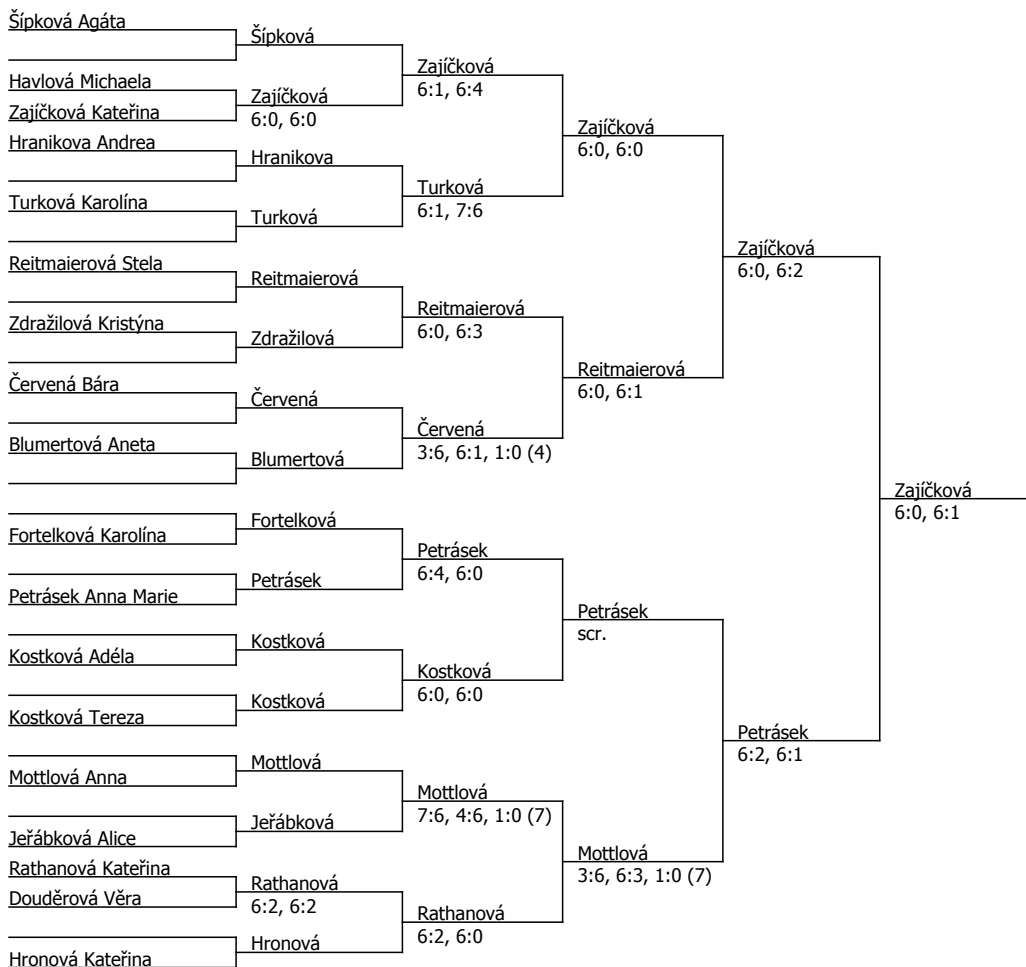 Šípková Agáta
Havlová Michaela
Zajíčková Kateřina
Hranikova Andrea
Turková Karolína
Reitmaierová Stela
Zdražilová Kristýna
Červená Bára
Blumertová Aneta
Fortelková Karolína
Petrásek Anna Marie
Kostková Adéla
Kostková Tereza
Mottlová Anna
Jeřábková Alice
Rathanová Kateřina
Douděrová Věra
Hronová Kateřina
Šípková
Zajíčková
6:0, 6:0
Hranikova
Turková
Reitmaierová
Zdražilová
Červená
Blumertová
Fortelková
Petrásek
Kostková
Kostková
Mottlová
Jeřábková
Rathanová
6:2, 6:2
Hronová
Zajíčková
6:1, 6:4
Turková
6:1, 7:6
Reitmaierová
6:0, 6:3
Červená
3:6, 6:1, 1:0 (4)
Petrásek
6:4, 6:0
Kostková
6:0, 6:0
Mottlová
7:6, 4:6, 1:0 (7)
Rathanová
6:2, 6:0
Zajíčková
6:0, 6:0
Reitmaierová
6:0, 6:1
Petrásek
scr.
Mottlová
3:6, 6:3, 1:0 (7)
Zajíčková
6:0, 6:2
Petrásek
6:2, 6:1
Zajíčková
6:0, 6:1